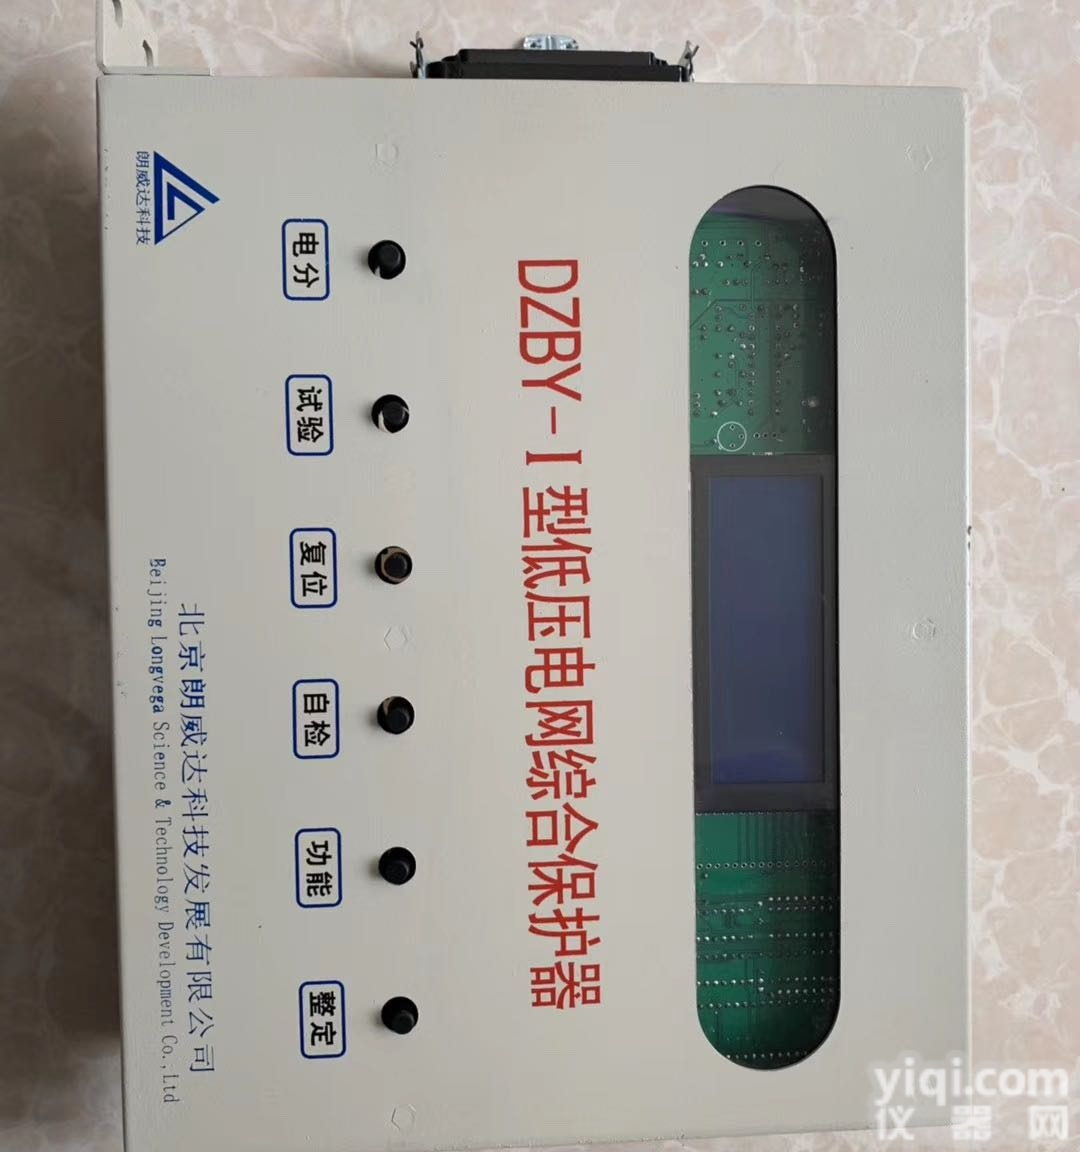 朗威达科技
DZBY-I型低压电网综合保护器
电分
试验
复位
自检
功能
整定
北京朗威达科技发展有限公司
Beijing Longvega Science & Technology Development Co.,Ltd
yiqi.com
仪器网